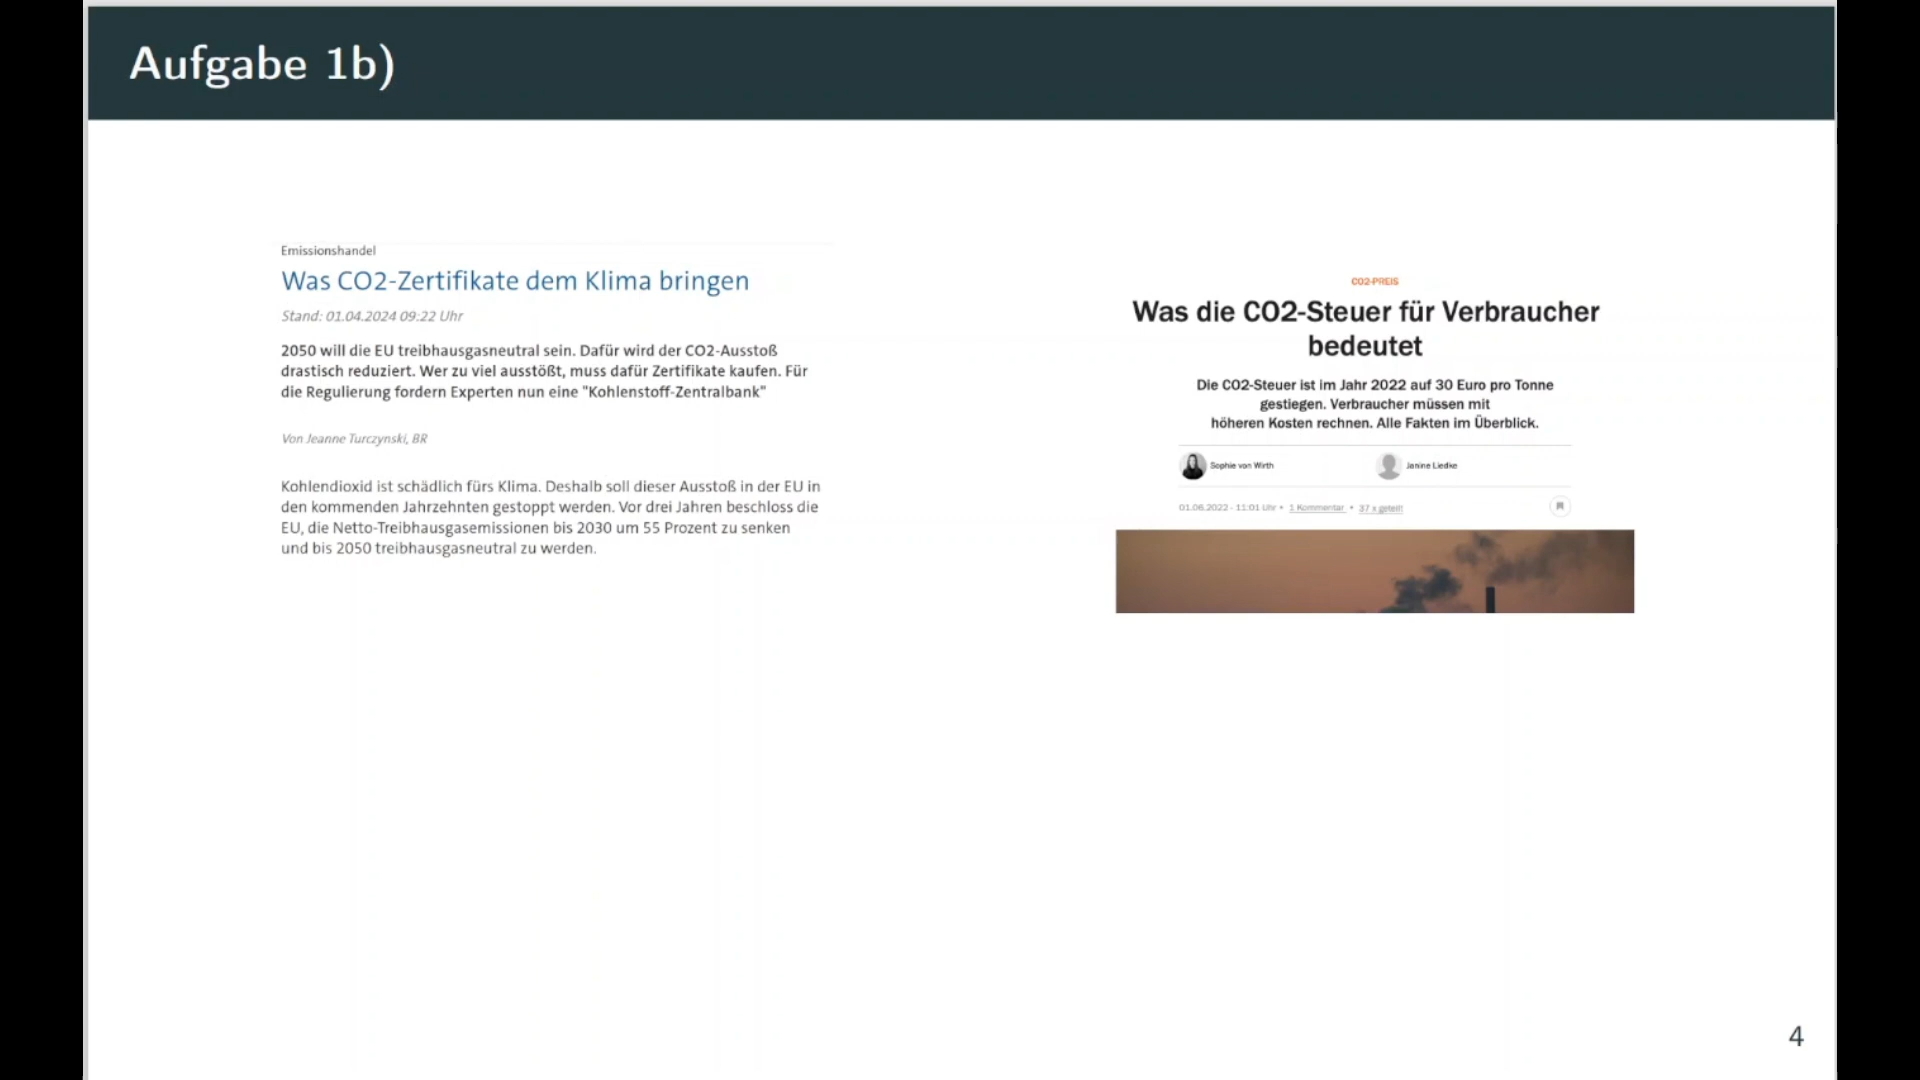 Aufgabe 1b)
Emissionshandel
Was CO2-Zertifikate dem Klima bringen
Stand: 01.04.2024 09:22 Uhr
2050 will die EU treibhausgasneutral sein. Dafür wird der CO2-Ausstoß
drastisch reduziert. Wer zu viel ausstößt, muss dafür Zertifikate kaufen. Für
die Regulierung fordern Experten nun eine "Kohlenstoff-Zentralbank"
Von Jeanne Turczynski, BR
Kohlendioxid ist schädlich fürs Klima. Deshalb soll dieser Ausstoß in der EU in
den kommenden Jahrzehnten gestoppt werden. Vor drei Jahren beschloss die
EU, die Netto-Treibhausgasemissionen bis 2030 um 55 Prozent zu senken
und bis 2050 treibhausgasneutral zu werden.
CO2-PREIS
Was die CO2-Steuer für Verbraucher
bedeutet
Die CO2-Steuer ist im Jahr 2022 auf 30 Euro pro Tonne
gestiegen. Verbraucher müssen mit
höheren Kosten rechnen. Alle Fakten im Überblick.
Sophie von Wirth
Janine Liedke
01.06.2022 - 11:01 Uhr • 1 Kommentar • 37 x geteilt
4